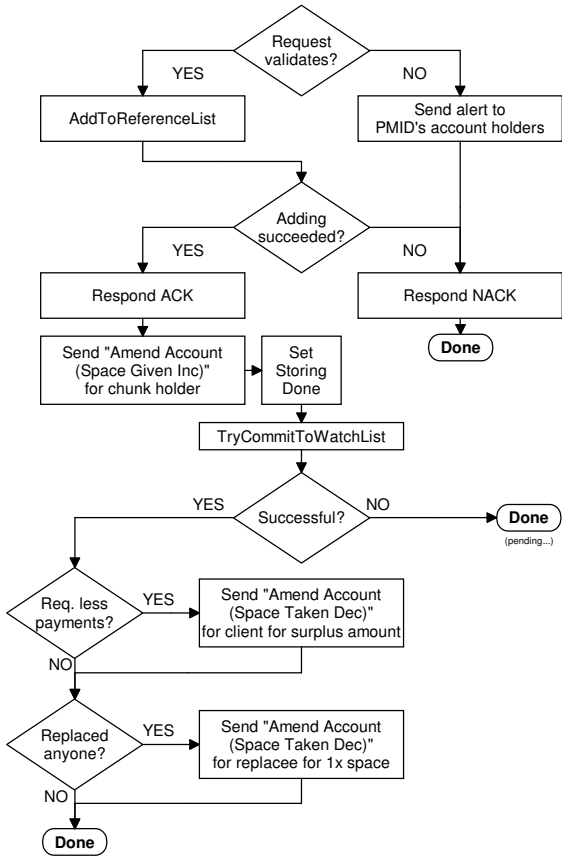 Request
validates?
YES
NO
AddToReferenceList
Send alert to
PMID's account holders
Adding
succeeded?
YES
NO
Respond ACK
Respond NACK
Done
Send "Amend Account
(Space Given Inc)"
for chunk holder
Set
Storing
Done
TryCommitToWatchList
Successful?
YES
NO
Done
(pending...)
Req. less
payments?
YES
Send "Amend Account
(Space Taken Dec)"
for client for surplus amount
NO
Replaced
anyone?
YES
Send "Amend Account
(Space Taken Dec)"
for replacee for 1x space
NO
Done